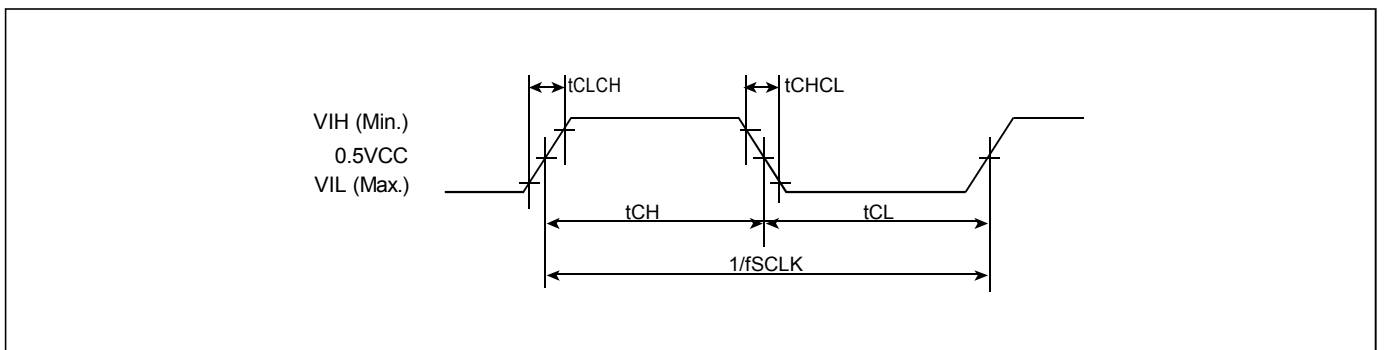 tCLCH
tCHCL
VIH (Min.)
0.5VCC
VIL (Max.)
tCH
tCL
1/fSCLK